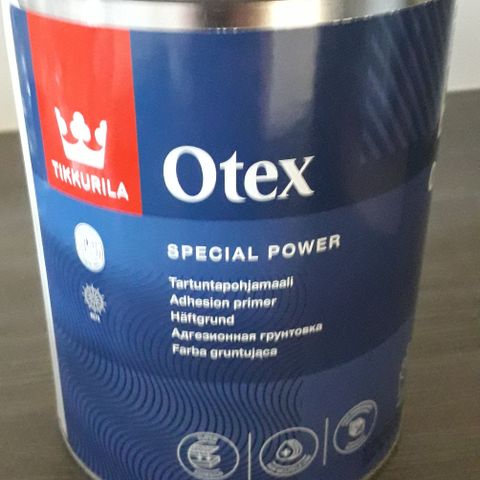 TIKKURILA
Otex
SPECIAL POWER
Tartuntapohjamaali
Adhesion primer
Häftgrund
Адгезионная грунтовка
Farba gruntująca